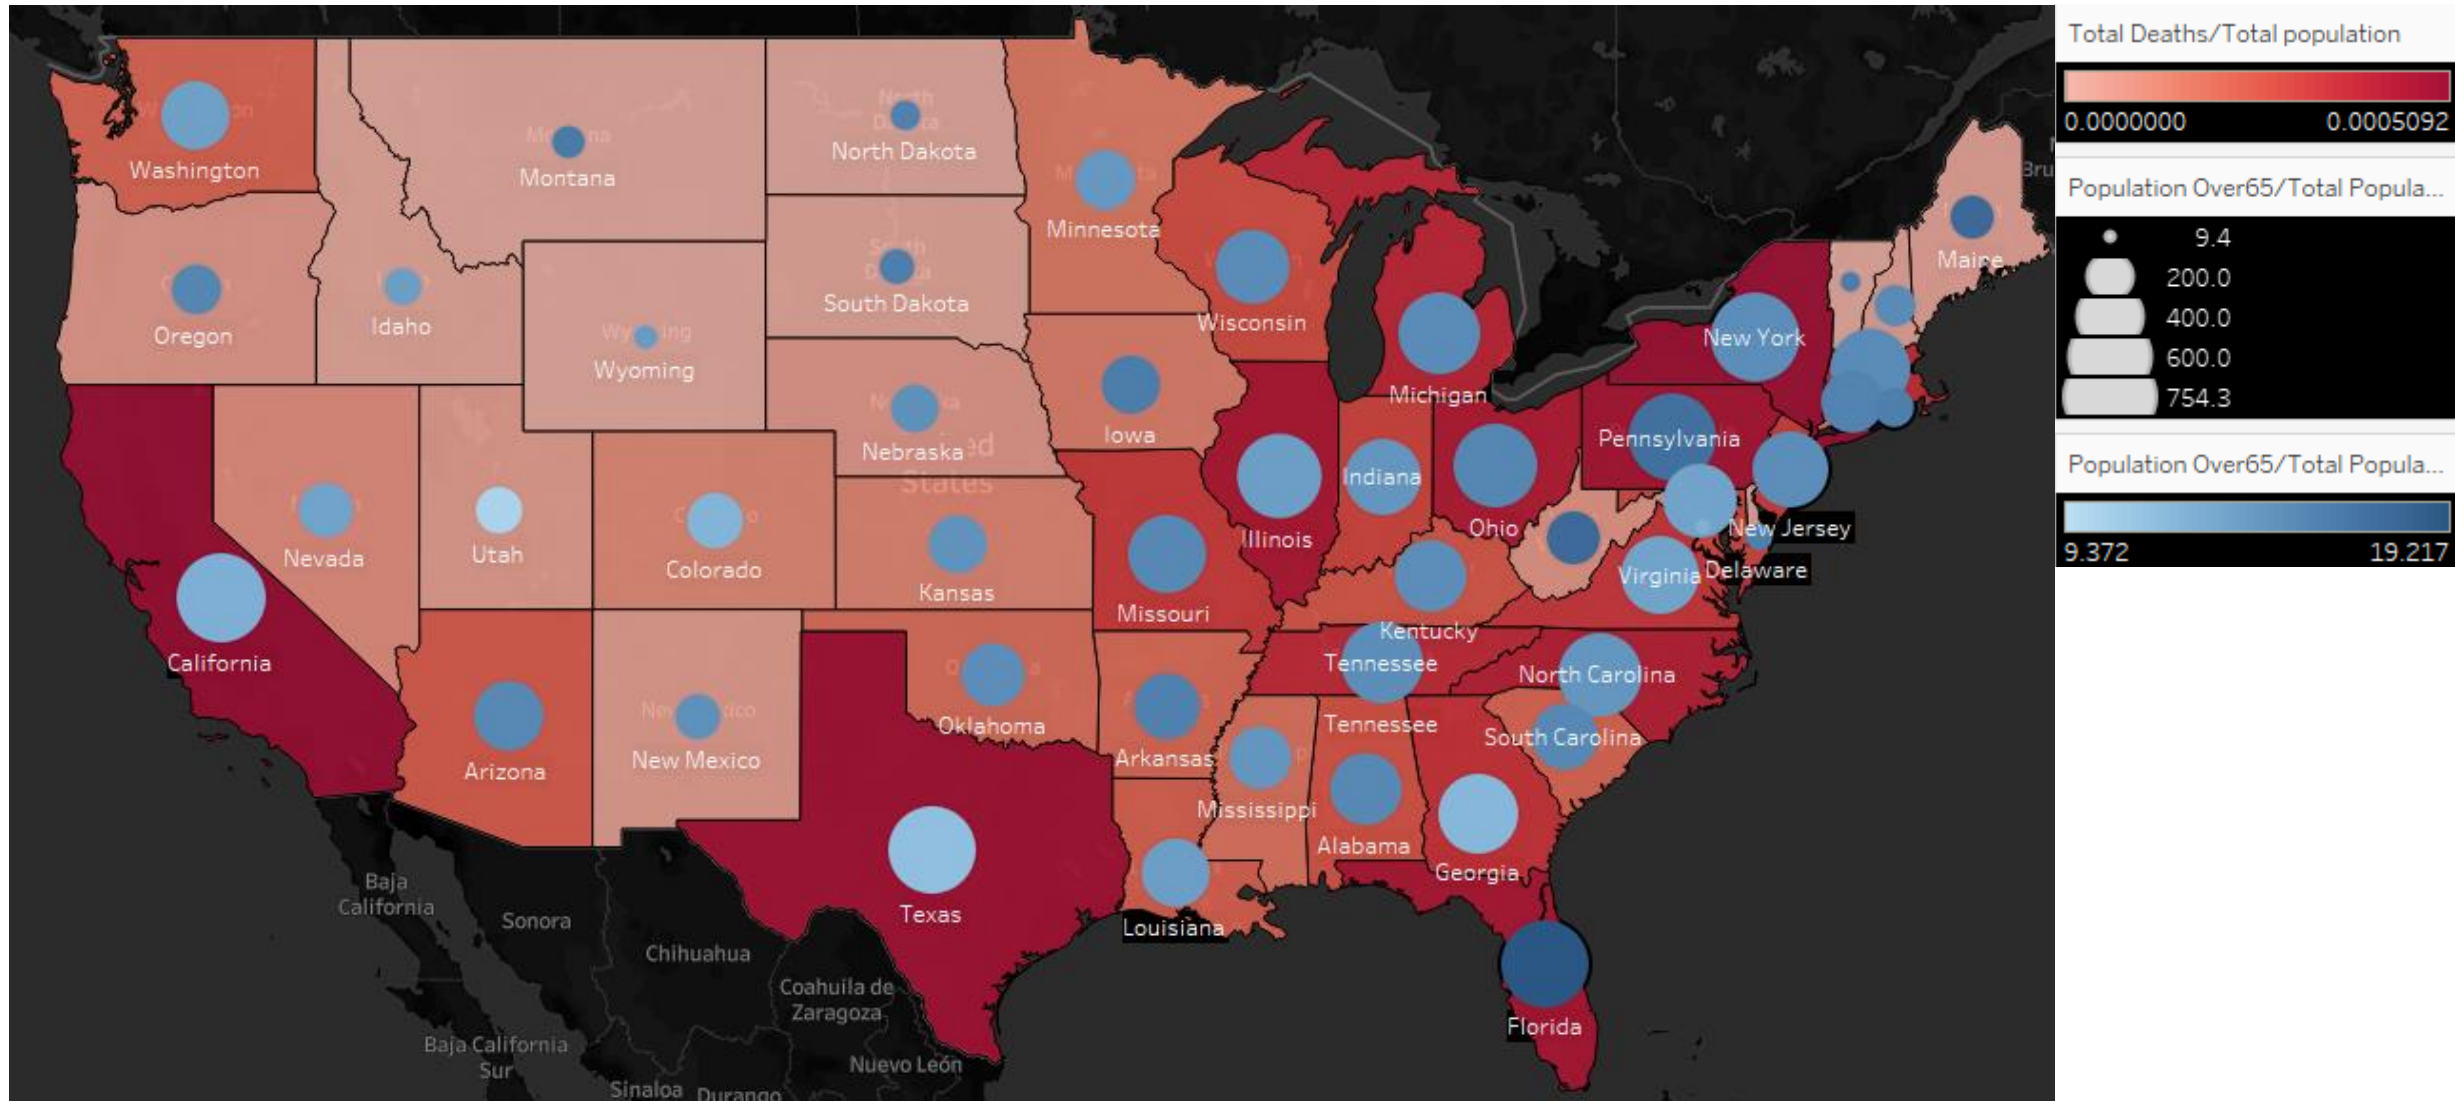 Total Deaths/Total population
0.0000000
0.0005092
Population Over65/Total Popula...
9.4
200.0
400.0
600.0
754.3
Population Over65/Total Popula...
9.372
19.217
Washington
Montana
North Dakota
Minnesota
Maine
Oregon
Idaho
Wyoming
South Dakota
Wisconsin
Michigan
New York
Nebraska
Iowa
United
States
Pennsylvania
Nevada
Utah
Colorado
Kansas
Missouri
Illinois
Indiana
Ohio
New Jersey
Virginia
Delaware
California
Kentucky
Tennessee
North Carolina
Arizona
New Mexico
Oklahoma
Arkansas
Mississippi
Tennessee
South Carolina
Alabama
Georgia
Texas
Louisiana
Florida
Baja
California
Sonora
Chihuahua
Coahuila de
Zaragoza
Baja California
Sur
Nuevo León
Sinaloa
Durango